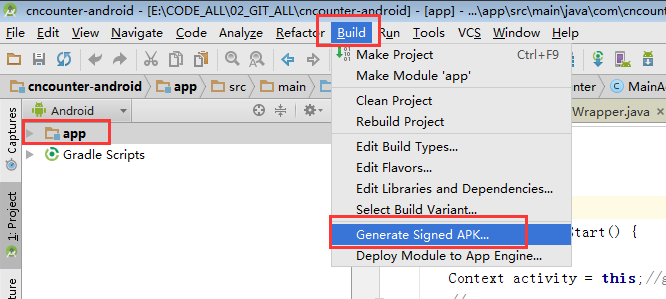 cncounter-android - [E:\CODE_ALL\02_GIT_ALL\cncounter-android] - [app] - ...\app\src\main\java\com\cncount
File Edit View Navigate Code Analyze Refactor Build Run Tools VCS Window Help
Make Project Ctrl+F9
Make Module 'app'
Clean Project
Rebuild Project
Edit Build Types...
Edit Flavors...
Edit Libraries and Dependencies...
Select Build Variant...
Generate Signed APK...
Deploy Module to App Engine...
cncounter-android app src main
nter MainA
Android
Wrapper.java
Captures
1: Project
app
Gradle Scripts
Start() {
Context activity = this;//g
//